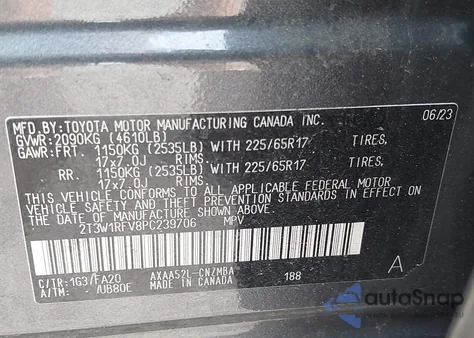 MFD.BY:TOYOTA MOTOR MANUFACTURING CANADA INC. 06/23
GVWR:2090KG (4610LB)
GAWR:FRT. 1150KG (2535LB) WITH 225/65R17 TIRES,
17x7.0J RIMS.
RR. 1150KG (2535LB) WITH 225/65R17 TIRES,
17x7.0J RIMS.
THIS VEHICLE CONFORMS TO ALL APPLICABLE FEDERAL MOTOR
VEHICLE SAFETY AND THEFT PREVENTION STANDARDS IN EFFECT
ON THE DATE OF MANUFACTURE SHOWN ABOVE.
2T3W1RFV8PC239706 MPV
C/TR:1G3/FA20 AXAA52L-CNZMBA
A/TM: -/UB80E MADE IN CANADA 188 A
autoSnap